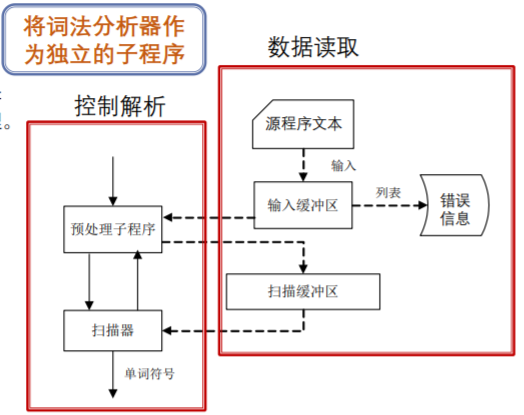 将词法分析器作
为独立的子程序
数据读取
控制解析
。
源程序文本
输入
输入缓冲区
列表
错误
信息
预处理子程序
扫描缓冲区
扫描器
单词符号